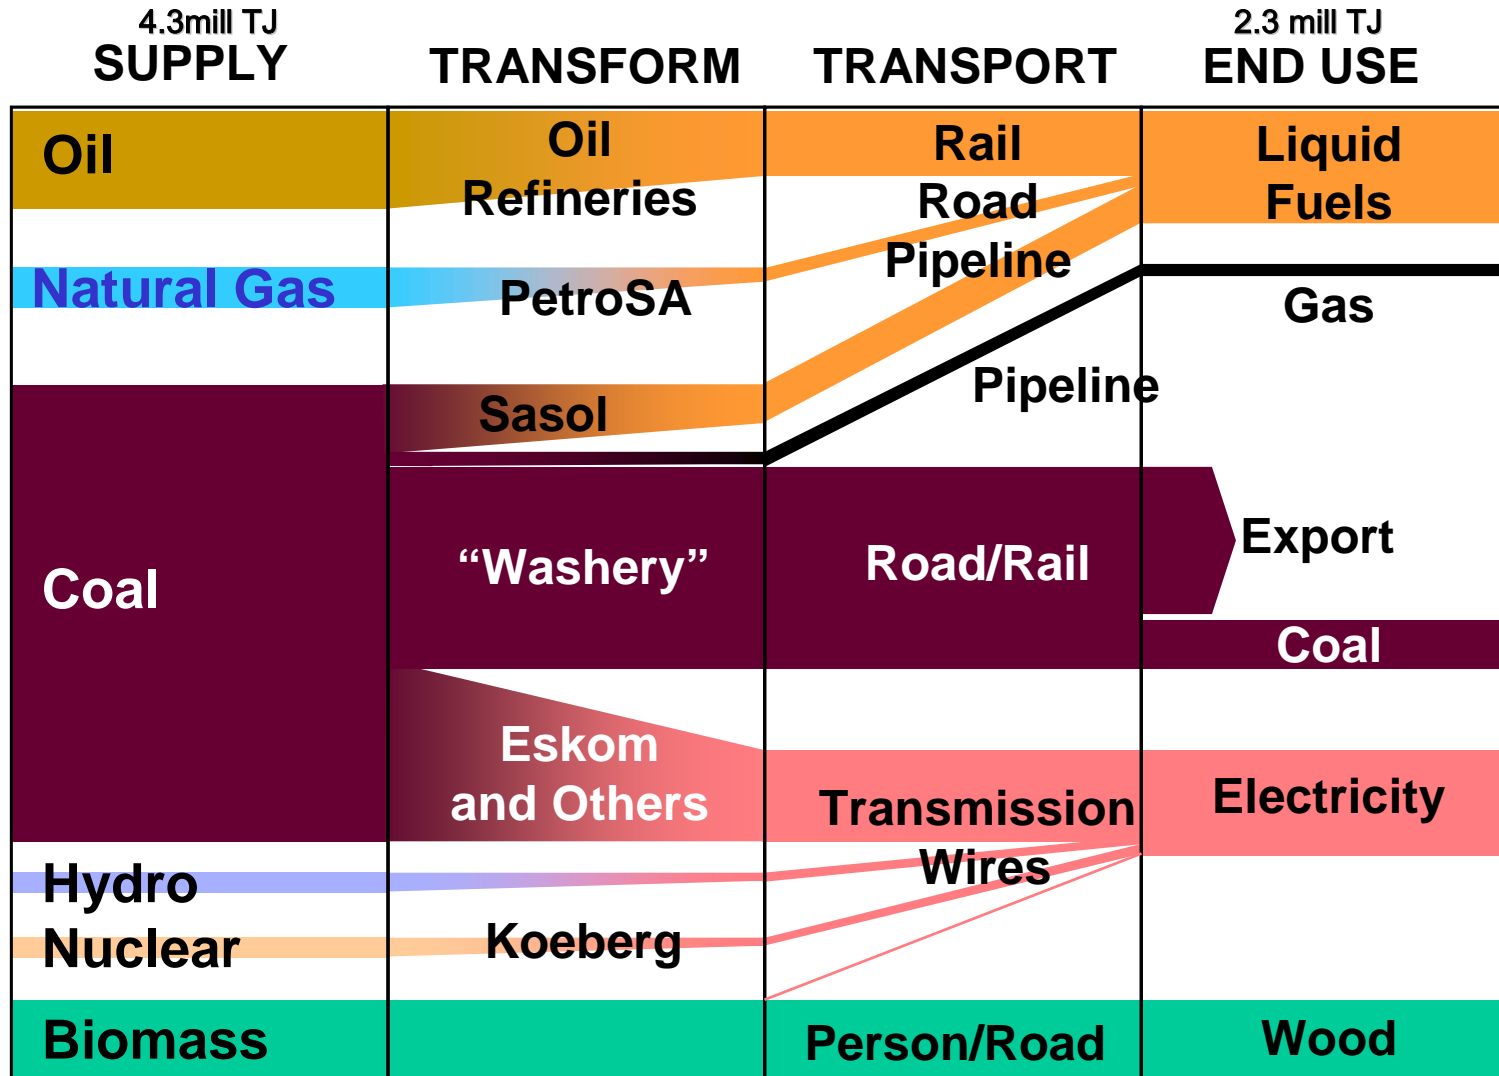 4.3mill TJ
SUPPLY
TRANSFORM
TRANSPORT
2.3 mill TJ
END USE
Oil
Oil
Refineries
Rail
Road
Pipeline
Liquid
Fuels
Natural Gas
PetroSA
Gas
Pipeline
Sasol
Coal
“Washery”
Road/Rail
Export
Coal
Eskom
and Others
Transmission
Wires
Electricity
Hydro
Nuclear
Koeberg
Biomass
Person/Road
Wood